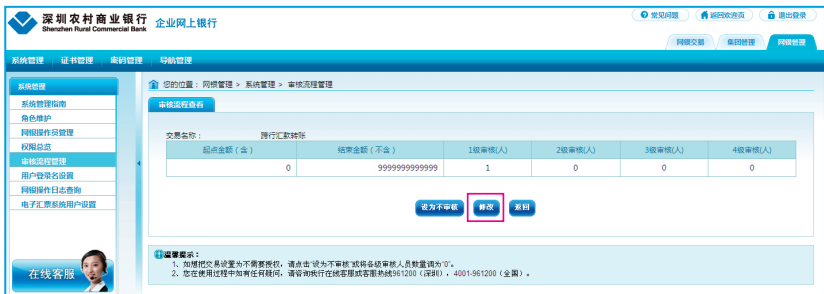 深圳农村商业银行 企业网上银行
Shenzhen Rural Commercial Bank
常见问题 返回欢迎页 退出登录
网银交易 集团管理 网银管理
系统管理 证书管理 密码管理 导航管理
系统管理
系统管理指南
角色维护
网银操作员管理
权限总览
审核流程管理
用户登录名设置
网银操作日志查询
电子汇票系统用户设置
在线客服
您的位置：网银管理 > 系统管理 > 审核流程管理
审核流程查看
交易名称： 跨行汇款转账
起点金额（含） 结束金额（不含） 1级审核(人) 2级审核(人) 3级审核(人) 4级审核(人)
0 9999999999999 1 0 0 0
设为不审核 修改 返回
温馨提示：
1、如想把交易设置为不需要授权，请点击"设为不审核"或将各级审核人员数量调为"0"。
2、您在使用过程中如有任何疑问，请咨询我行在线客服或客服热线961200（深圳），4001-961200（全国）。